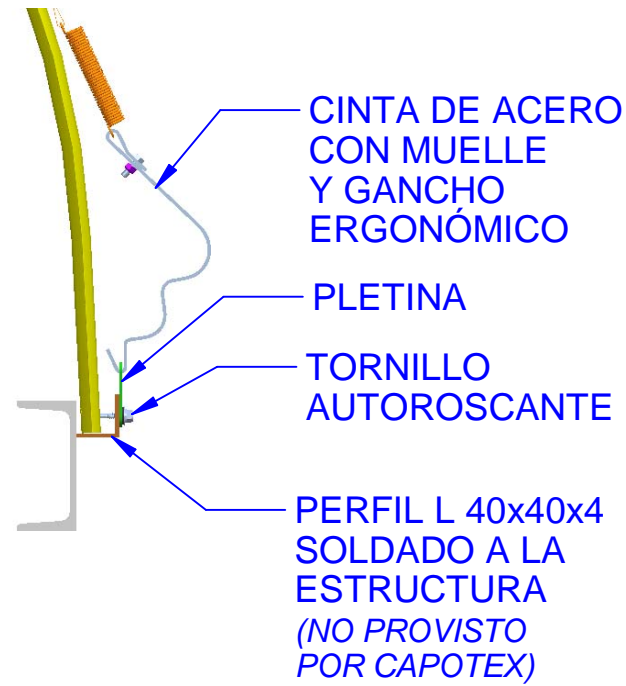 CINTA DE ACERO
CON MUELLE
Y GANCHO
ERGONÓMICO
PLETINA
TORNILLO
AUTOROSCANTE
PERFIL L 40x40x4
SOLDADO A LA
ESTRUCTURA
(NO PROVISTO
POR CAPOTEX)